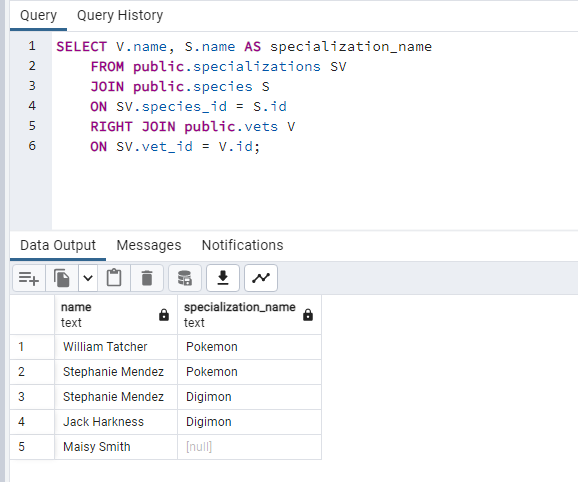 Query Query History
1 SELECT V.name, S.name AS specialization_name
2 FROM public.specializations SV
3 JOIN public.species S
4 ON SV.species_id = S.id
5 RIGHT JOIN public.vets V
6 ON SV.vet_id = V.id;
Data Output Messages Notifications
name specialization_name
text text
1 William Tatcher Pokemon
2 Stephanie Mendez Pokemon
3 Stephanie Mendez Digimon
4 Jack Harkness Digimon
5 Maisy Smith [null]